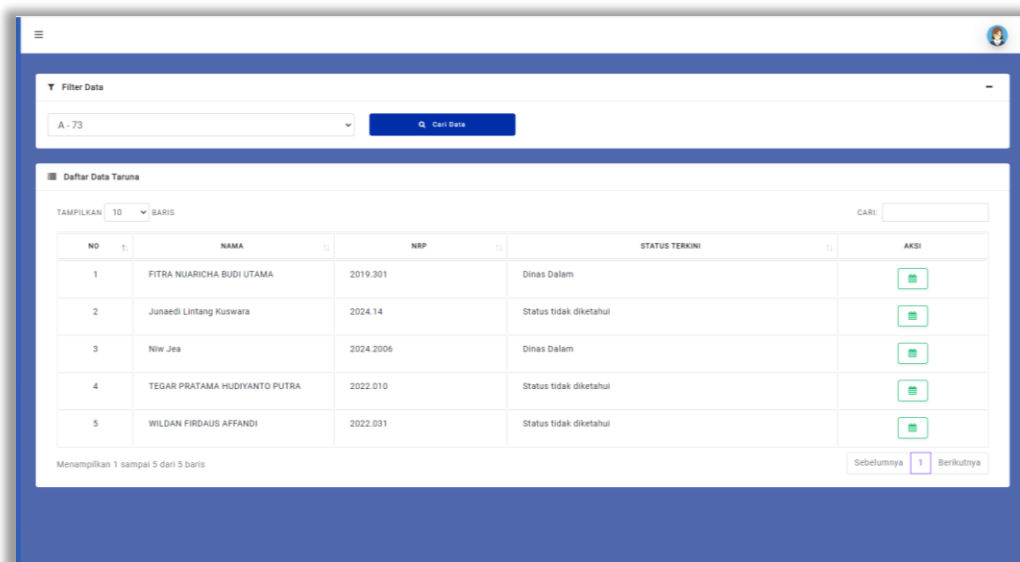 Filter Data
A - 73
Cari Data
Daftar Data Taruna
TAMPILKAN 10 BARIS CARI:
NO NAMA NRP STATUS TERKINI AKSI
1 FITRA NUARICHA BUDI UTAMA 2019.301 Dinas Dalam
2 Junaedi Lintang Kuswara 2024.14 Status tidak diketahui
3 Niw Jea 2024.2006 Dinas Dalam
4 TEGAR PRATAMA HUDIYANTO PUTRA 2022.010 Status tidak diketahui
5 WILDAN FIRDAUS AFFANDI 2022.031 Status tidak diketahui
Menampilkan 1 sampai 5 dari 5 baris Sebelumnya 1 Berikutnya